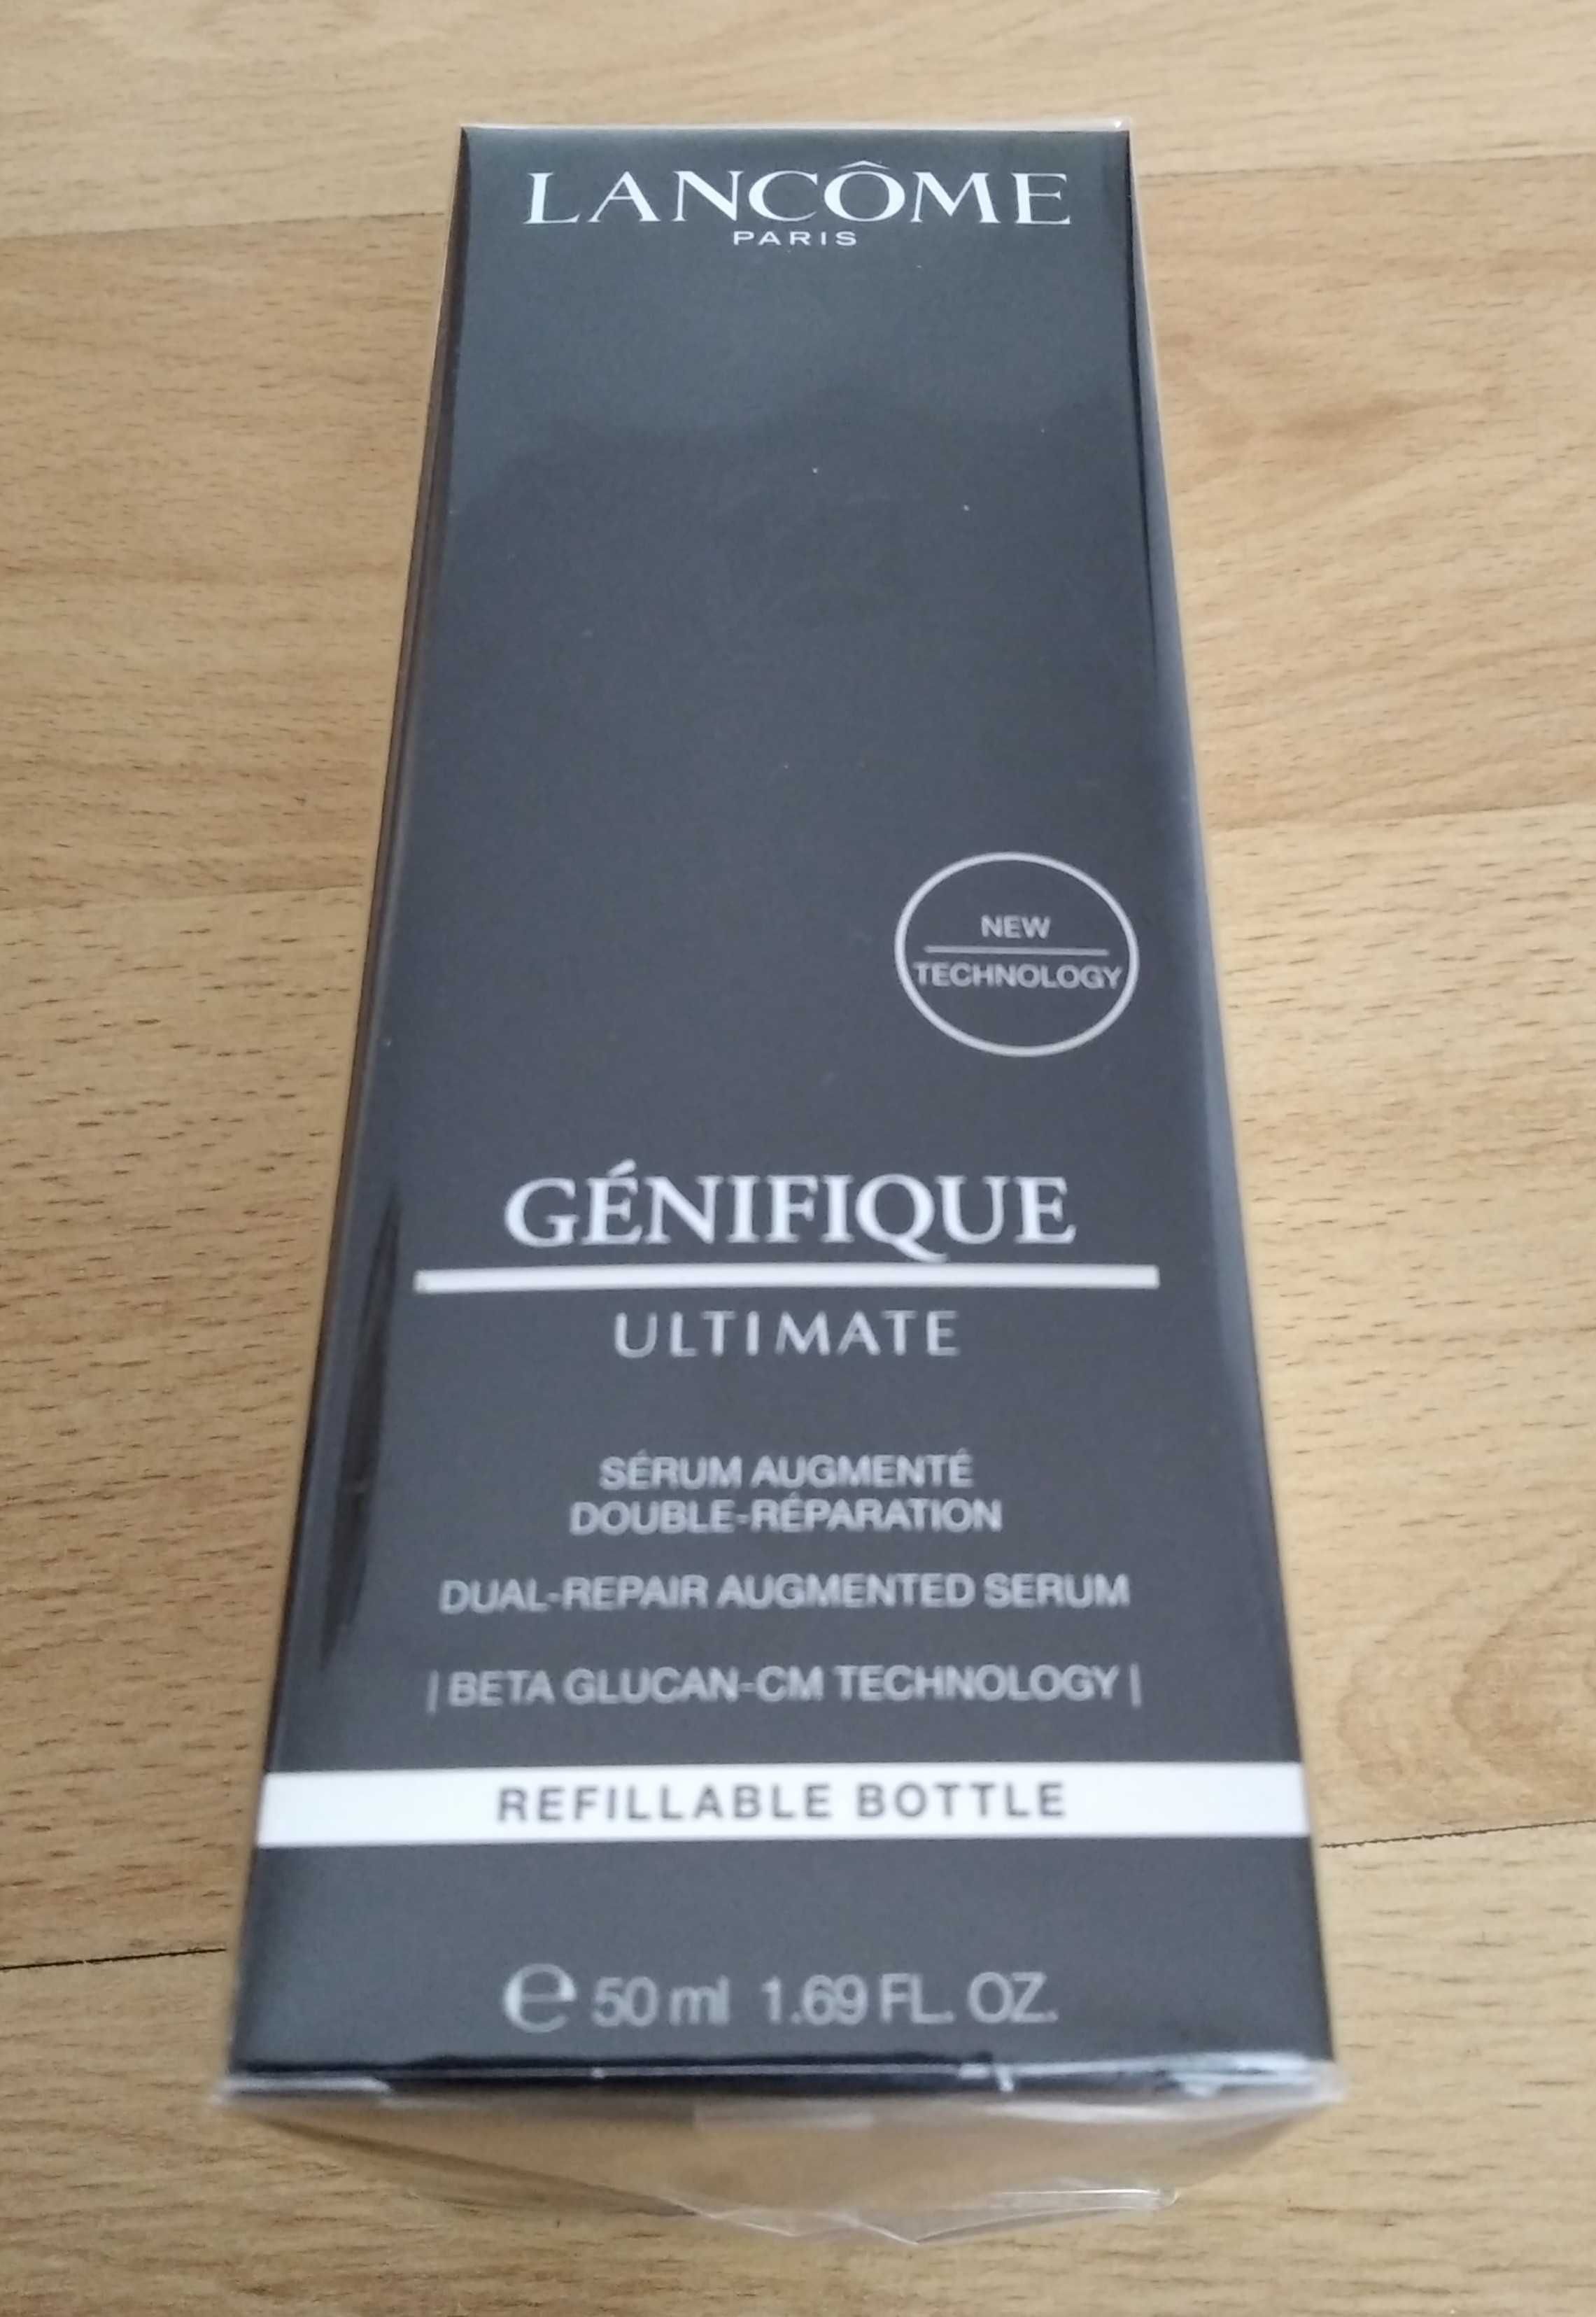 LANCÔME
PARIS
NEW
TECHNOLOGY
GÉNIFIQUE
ULTIMATE
SÉRUM AUGMENTÉ
DOUBLE-RÉPARATION
DUAL-REPAIR AUGMENTED SERUM
| BETA GLUCAN-CM TECHNOLOGY |
REFILLABLE BOTTLE
℮ 50 ml 1.69 FL. OZ.